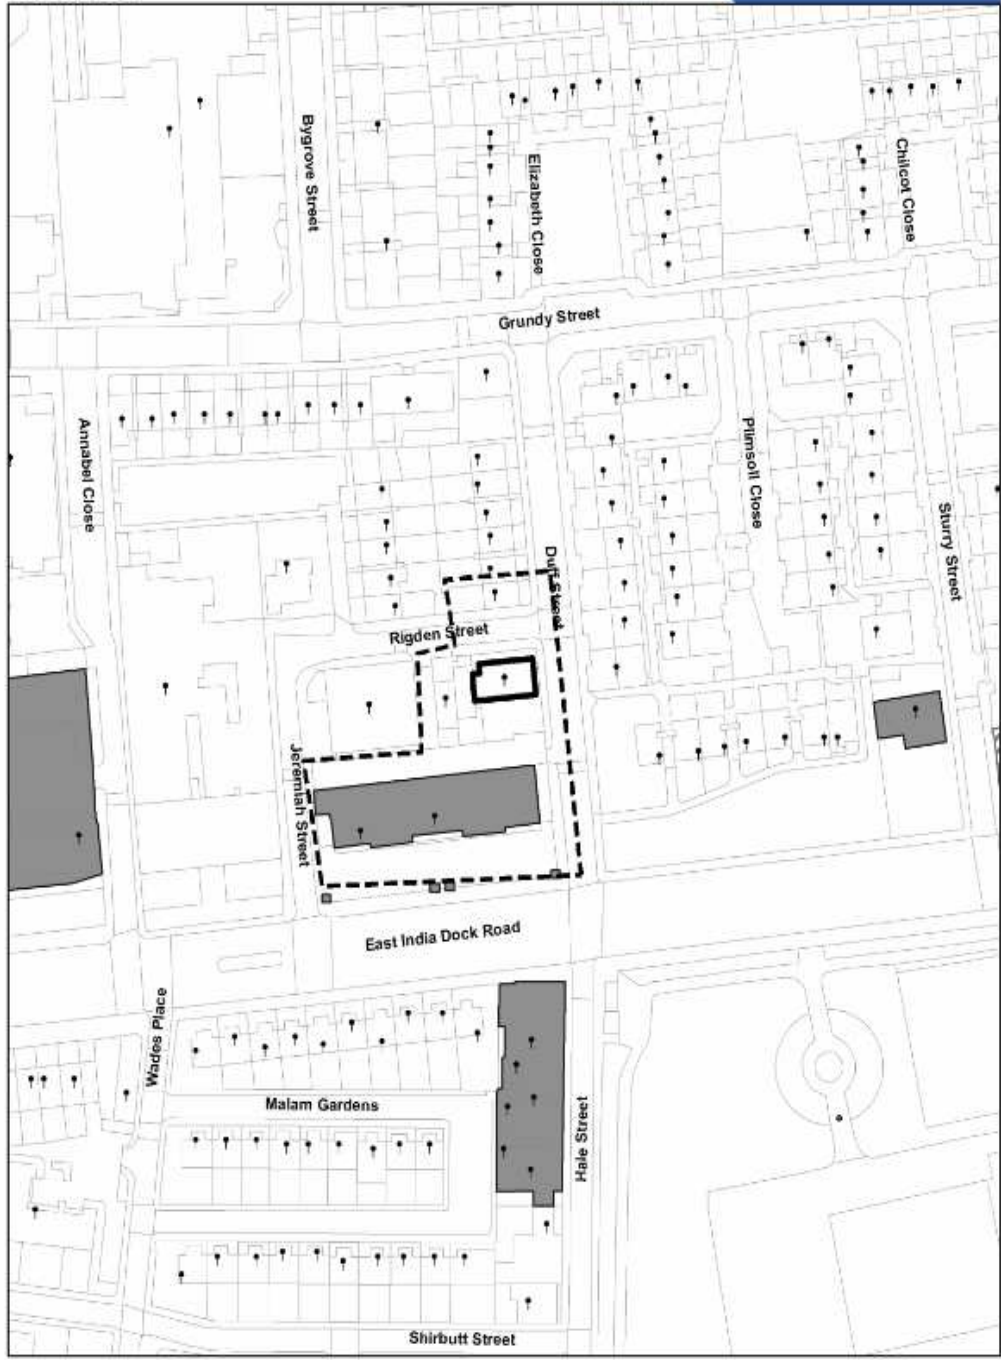 Bygrove Street
Elizabeth Close
Chilcot Close
Grundy Street
Annabel Close
Plimsoll Close
Sturry Street
Duff Street
Rigden Street
Jeremiah Street
East India Dock Road
Wades Place
Malam Gardens
Hale Street
Shirbutt Street